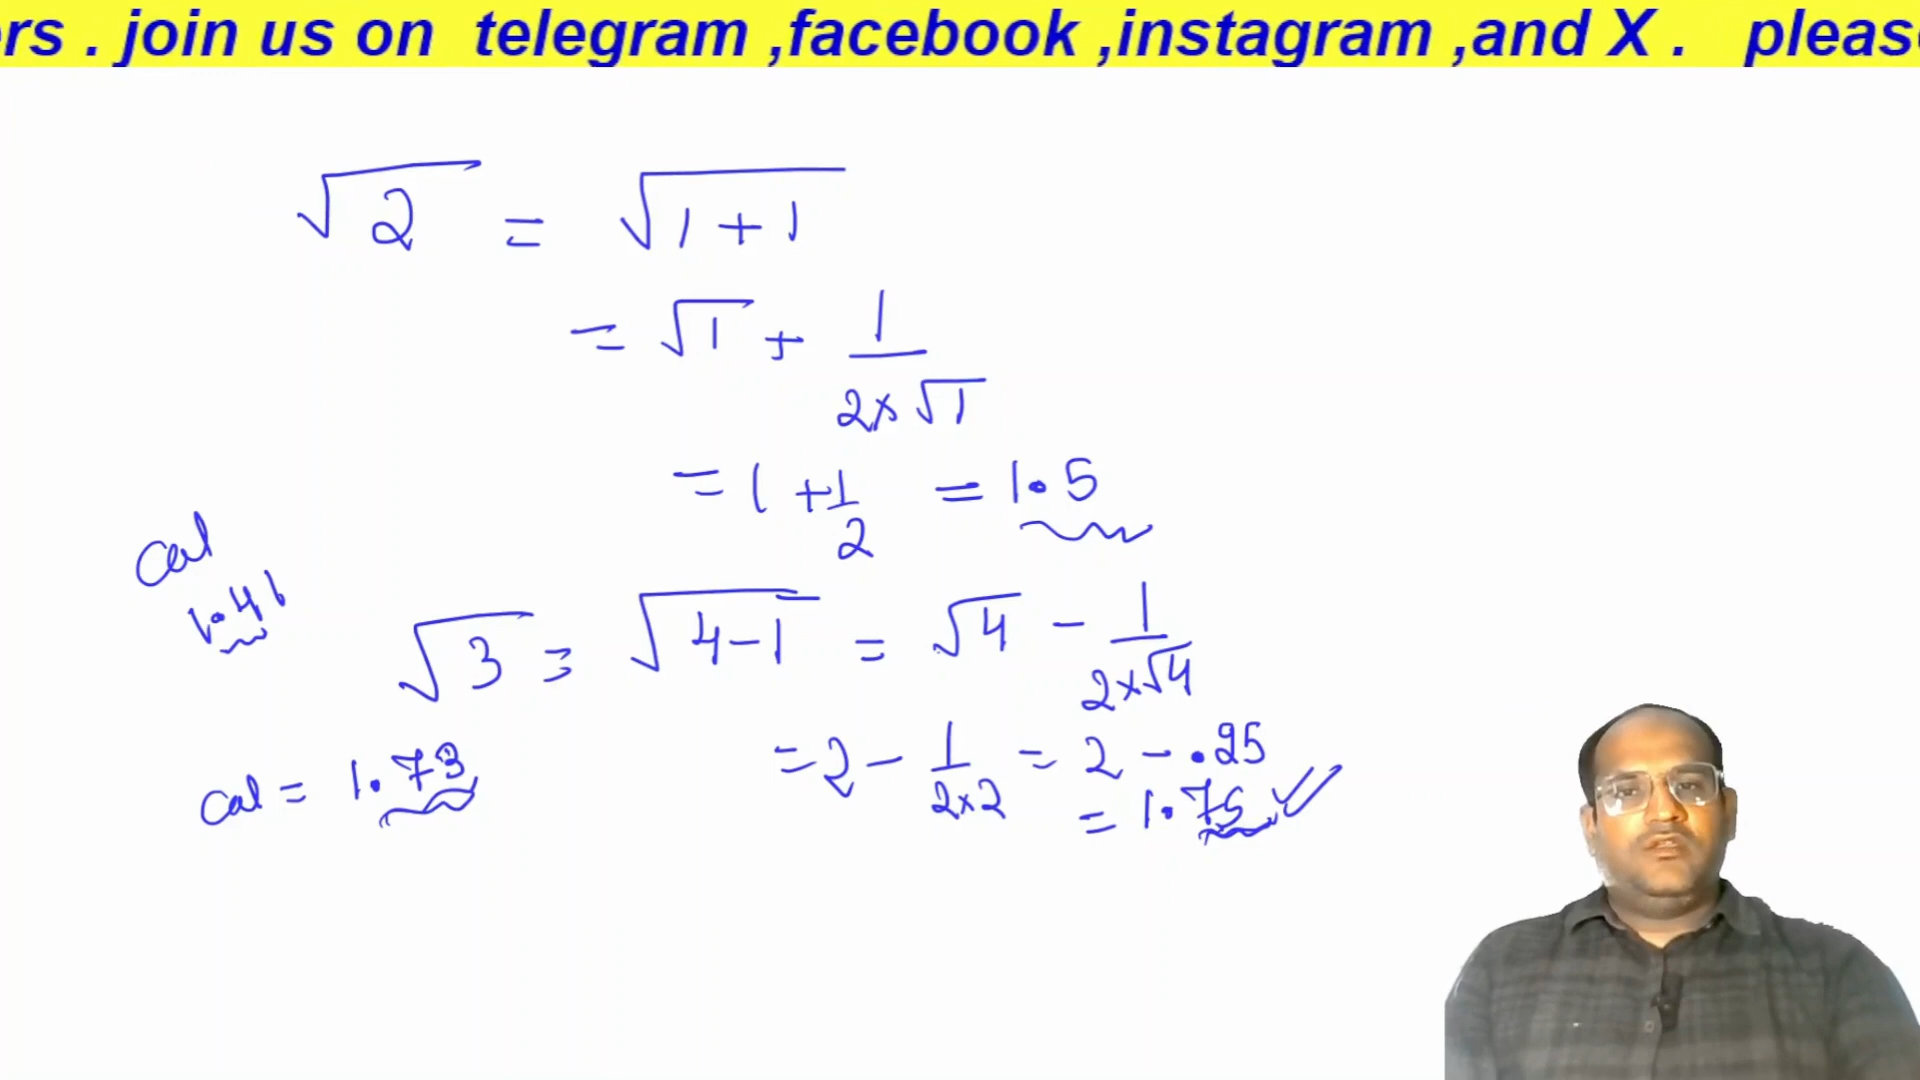 ers . join us on telegram ,facebook ,instagram ,and X . pleas
√2 = √1+1
= √1 + 1/2×√1
= 1 + 1/2 = 1.5
cal
1.41
√3 = √4-1 = √4 - 1/2×√4
= 2 - 1/2×2 = 2 - .25
= 1.75
cal = 1.73